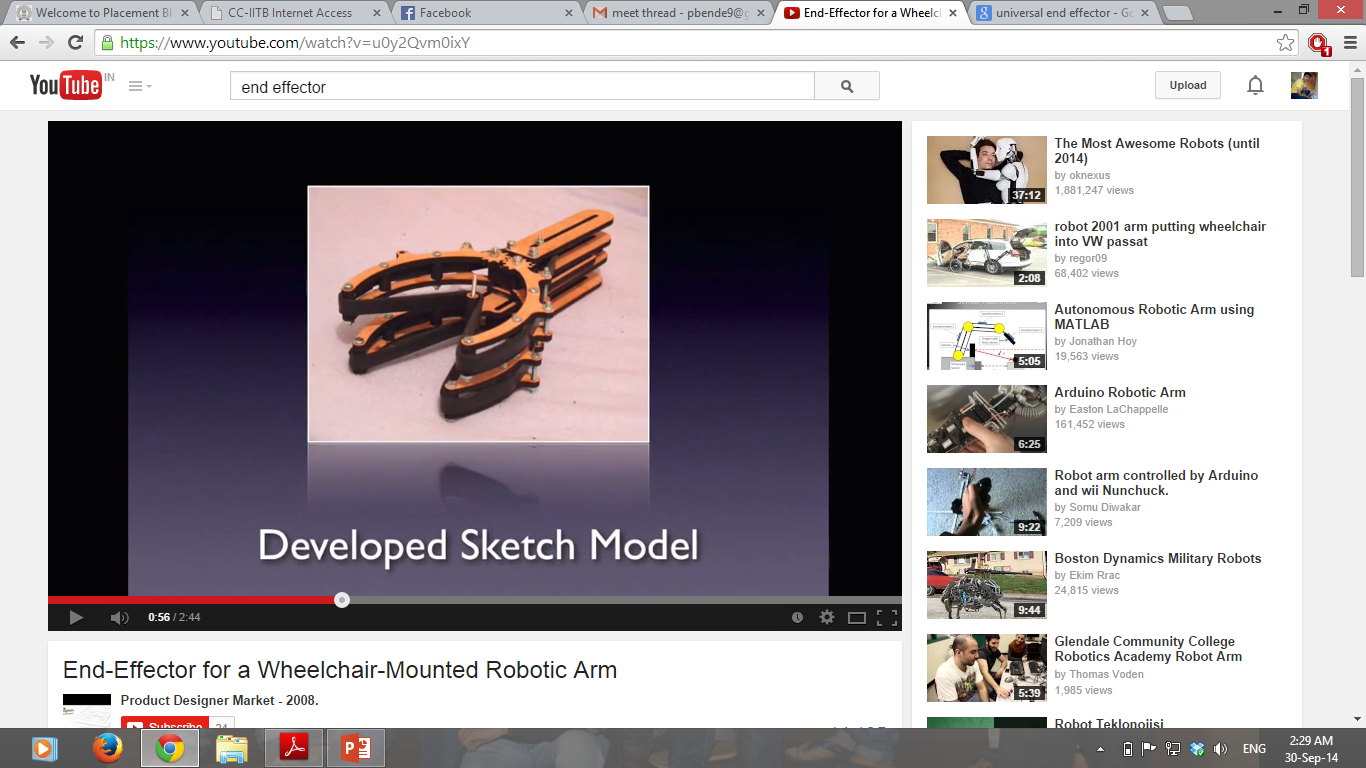 Welcome to Placement Bl
CC-IITB Internet Access
Facebook
meet thread - pbende9@g
End-Effector for a Wheelch
universal end effector - Go
https://www.youtube.com/watch?v=u0y2Qvm0ixY
1
YouTube IN
end effector
Upload
Developed Sketch Model
0:56 / 2:44
End-Effector for a Wheelchair-Mounted Robotic Arm
Product Designer Market - 2008.
Subscribe
The Most Awesome Robots (until
2014)
by oknexus
1,881,247 views
37:12
robot 2001 arm putting wheelchair
into VW passat
by regor09
68,402 views
2:08
Autonomous Robotic Arm using
MATLAB
by Jonathan Hoy
19,563 views
5:05
Arduino Robotic Arm
by Easton LaChappelle
161,452 views
6:25
Robot arm controlled by Arduino
and wii Nunchuck.
by Somu Diwakar
7,209 views
9:22
Boston Dynamics Military Robots
by Ekim Rrac
24,815 views
9:44
Glendale Community College
Robotics Academy Robot Arm
by Thomas Voden
1,985 views
5:39
Robot Teknolojisi
ENG
2:29 AM
30-Sep-14